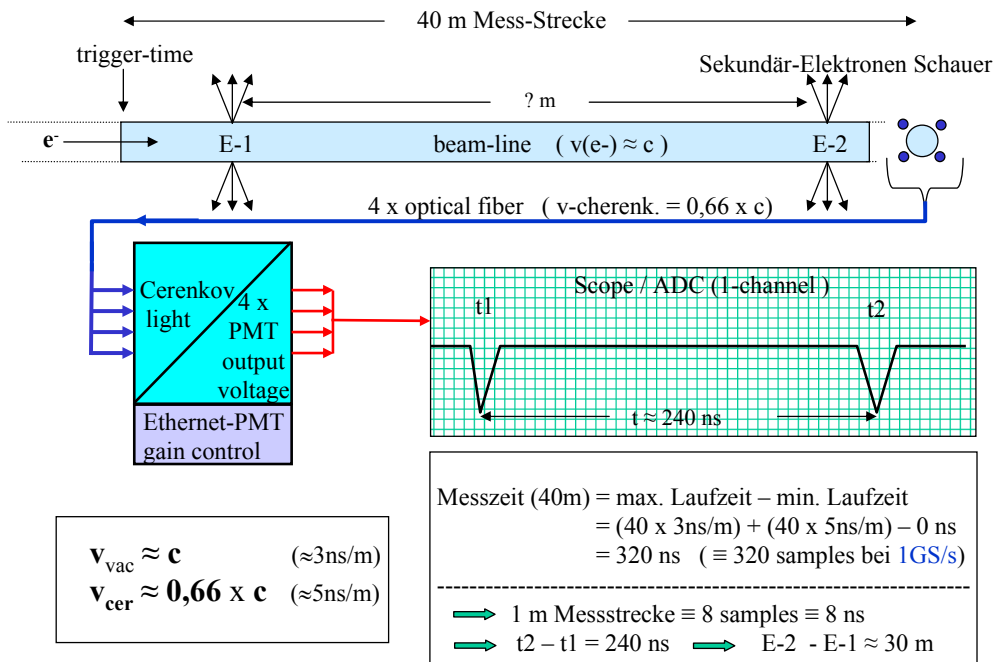 40 m Mess-Strecke
trigger-time
Sekundär-Elektronen Schauer
? m
e-
E-1
beam-line ( v(e-) ≈ c )
E-2
4 x optical fiber ( v-cherenk. = 0,66 x c)
Cerenkov
light
4 x
PMT
output
voltage
Ethernet-PMT
gain control
Scope / ADC (1-channel )
t1
t2
t ≈ 240 ns
Messzeit (40m) = max. Laufzeit – min. Laufzeit
= (40 x 3ns/m) + (40 x 5ns/m) – 0 ns
= 320 ns ( ≡ 320 samples bei 1GS/s)
1 m Messstrecke ≡ 8 samples ≡ 8 ns
t2 – t1 = 240 ns E-2 - E-1 ≈ 30 m
vvac ≈ c (≈3ns/m)
vcer ≈ 0,66 x c (≈5ns/m)